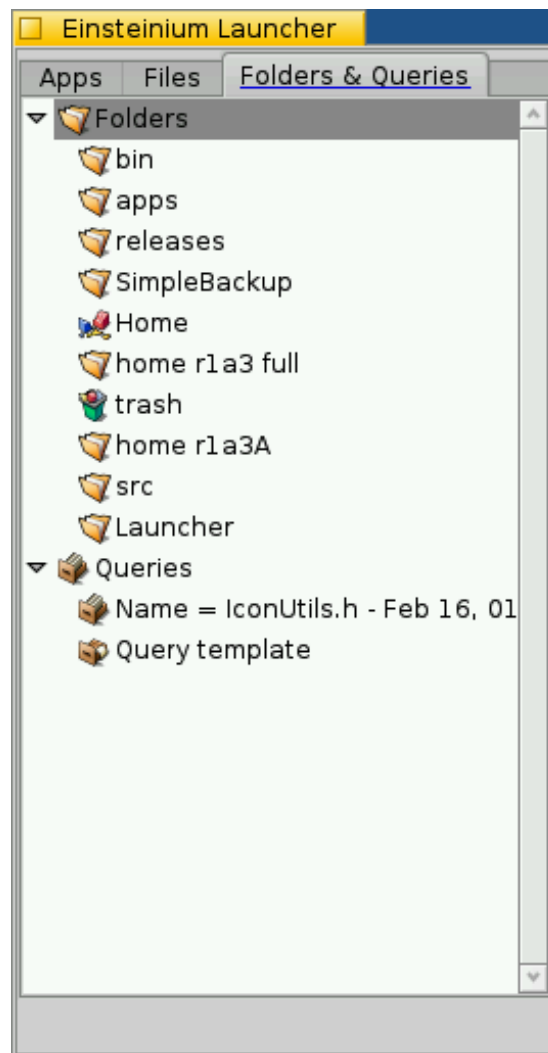 Einsteinium Launcher
Apps Files Folders & Queries
Folders
bin
apps
releases
SimpleBackup
Home
home r1a3 full
trash
home r1a3A
src
Launcher
Queries
Name = IconUtils.h - Feb 16, 01
Query template